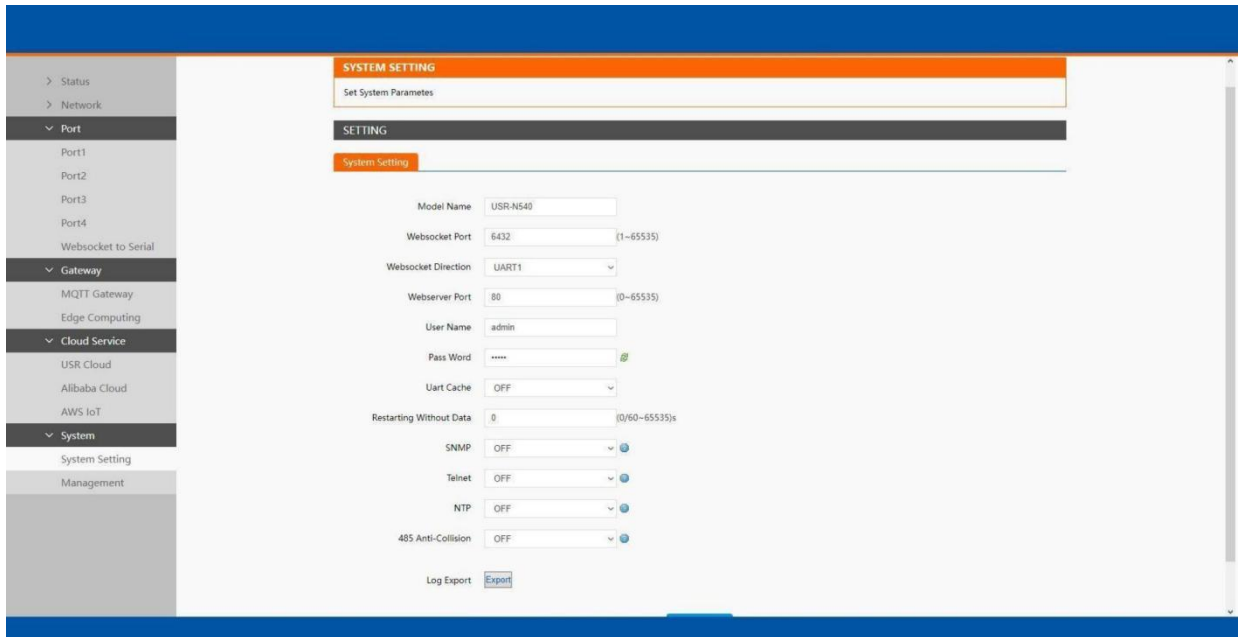 Status
Network
Port
Port1
Port2
Port3
Port4
Websocket to Serial
Gateway
MQTT Gateway
Edge Computing
Cloud Service
USR Cloud
Alibaba Cloud
AWS IoT
System
System Setting
Management
SYSTEM SETTING
Set System Parametes
SETTING
System Setting
Model Name USR-N540
Websocket Port 6432 (1~65535)
Websocket Direction UART1
Webserver Port 80 (0~65535)
User Name admin
Pass Word •••••
Uart Cache OFF
Restarting Without Data 0 (0/60~65535)s
SNMP OFF
Telnet OFF
NTP OFF
485 Anti-Collision OFF
Log Export Export